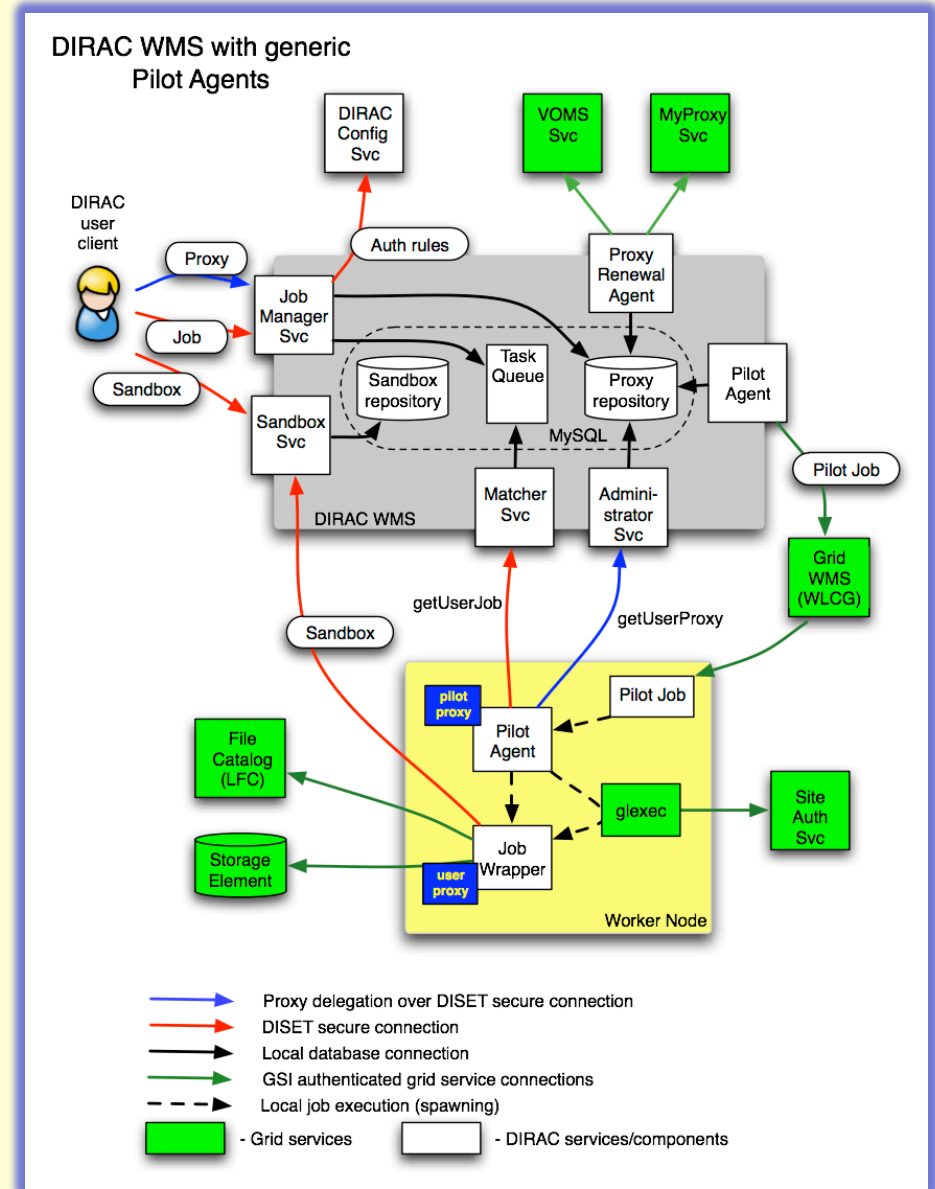 DIRAC WMS with generic
Pilot Agents
DIRAC
Config
Svc
VOMS
Svc
MyProxy
Svc
DIRAC
user
client
Proxy
Auth rules
Job
Manager
Svc
Proxy
Renewal
Agent
Job
Sandbox
Sandbox
repository
Task
Queue
Proxy
repository
Pilot
Agent
Sandbox
Svc
MySQL
Pilot Job
Matcher
Svc
Admini-
strator
Svc
DIRAC WMS
Grid
WMS
(WLCG)
getUserJob
getUserProxy
Sandbox
pilot
proxy
Pilot Job
Pilot
Agent
File
Catalog
(LFC)
glexec
Site
Auth
Svc
Storage
Element
Job
Wrapper
user
proxy
Worker Node
Proxy delegation over DISET secure connection
DISET secure connection
Local database connection
GSI authenticated grid service connections
Local job execution (spawning)
- Grid services
- DIRAC services/components